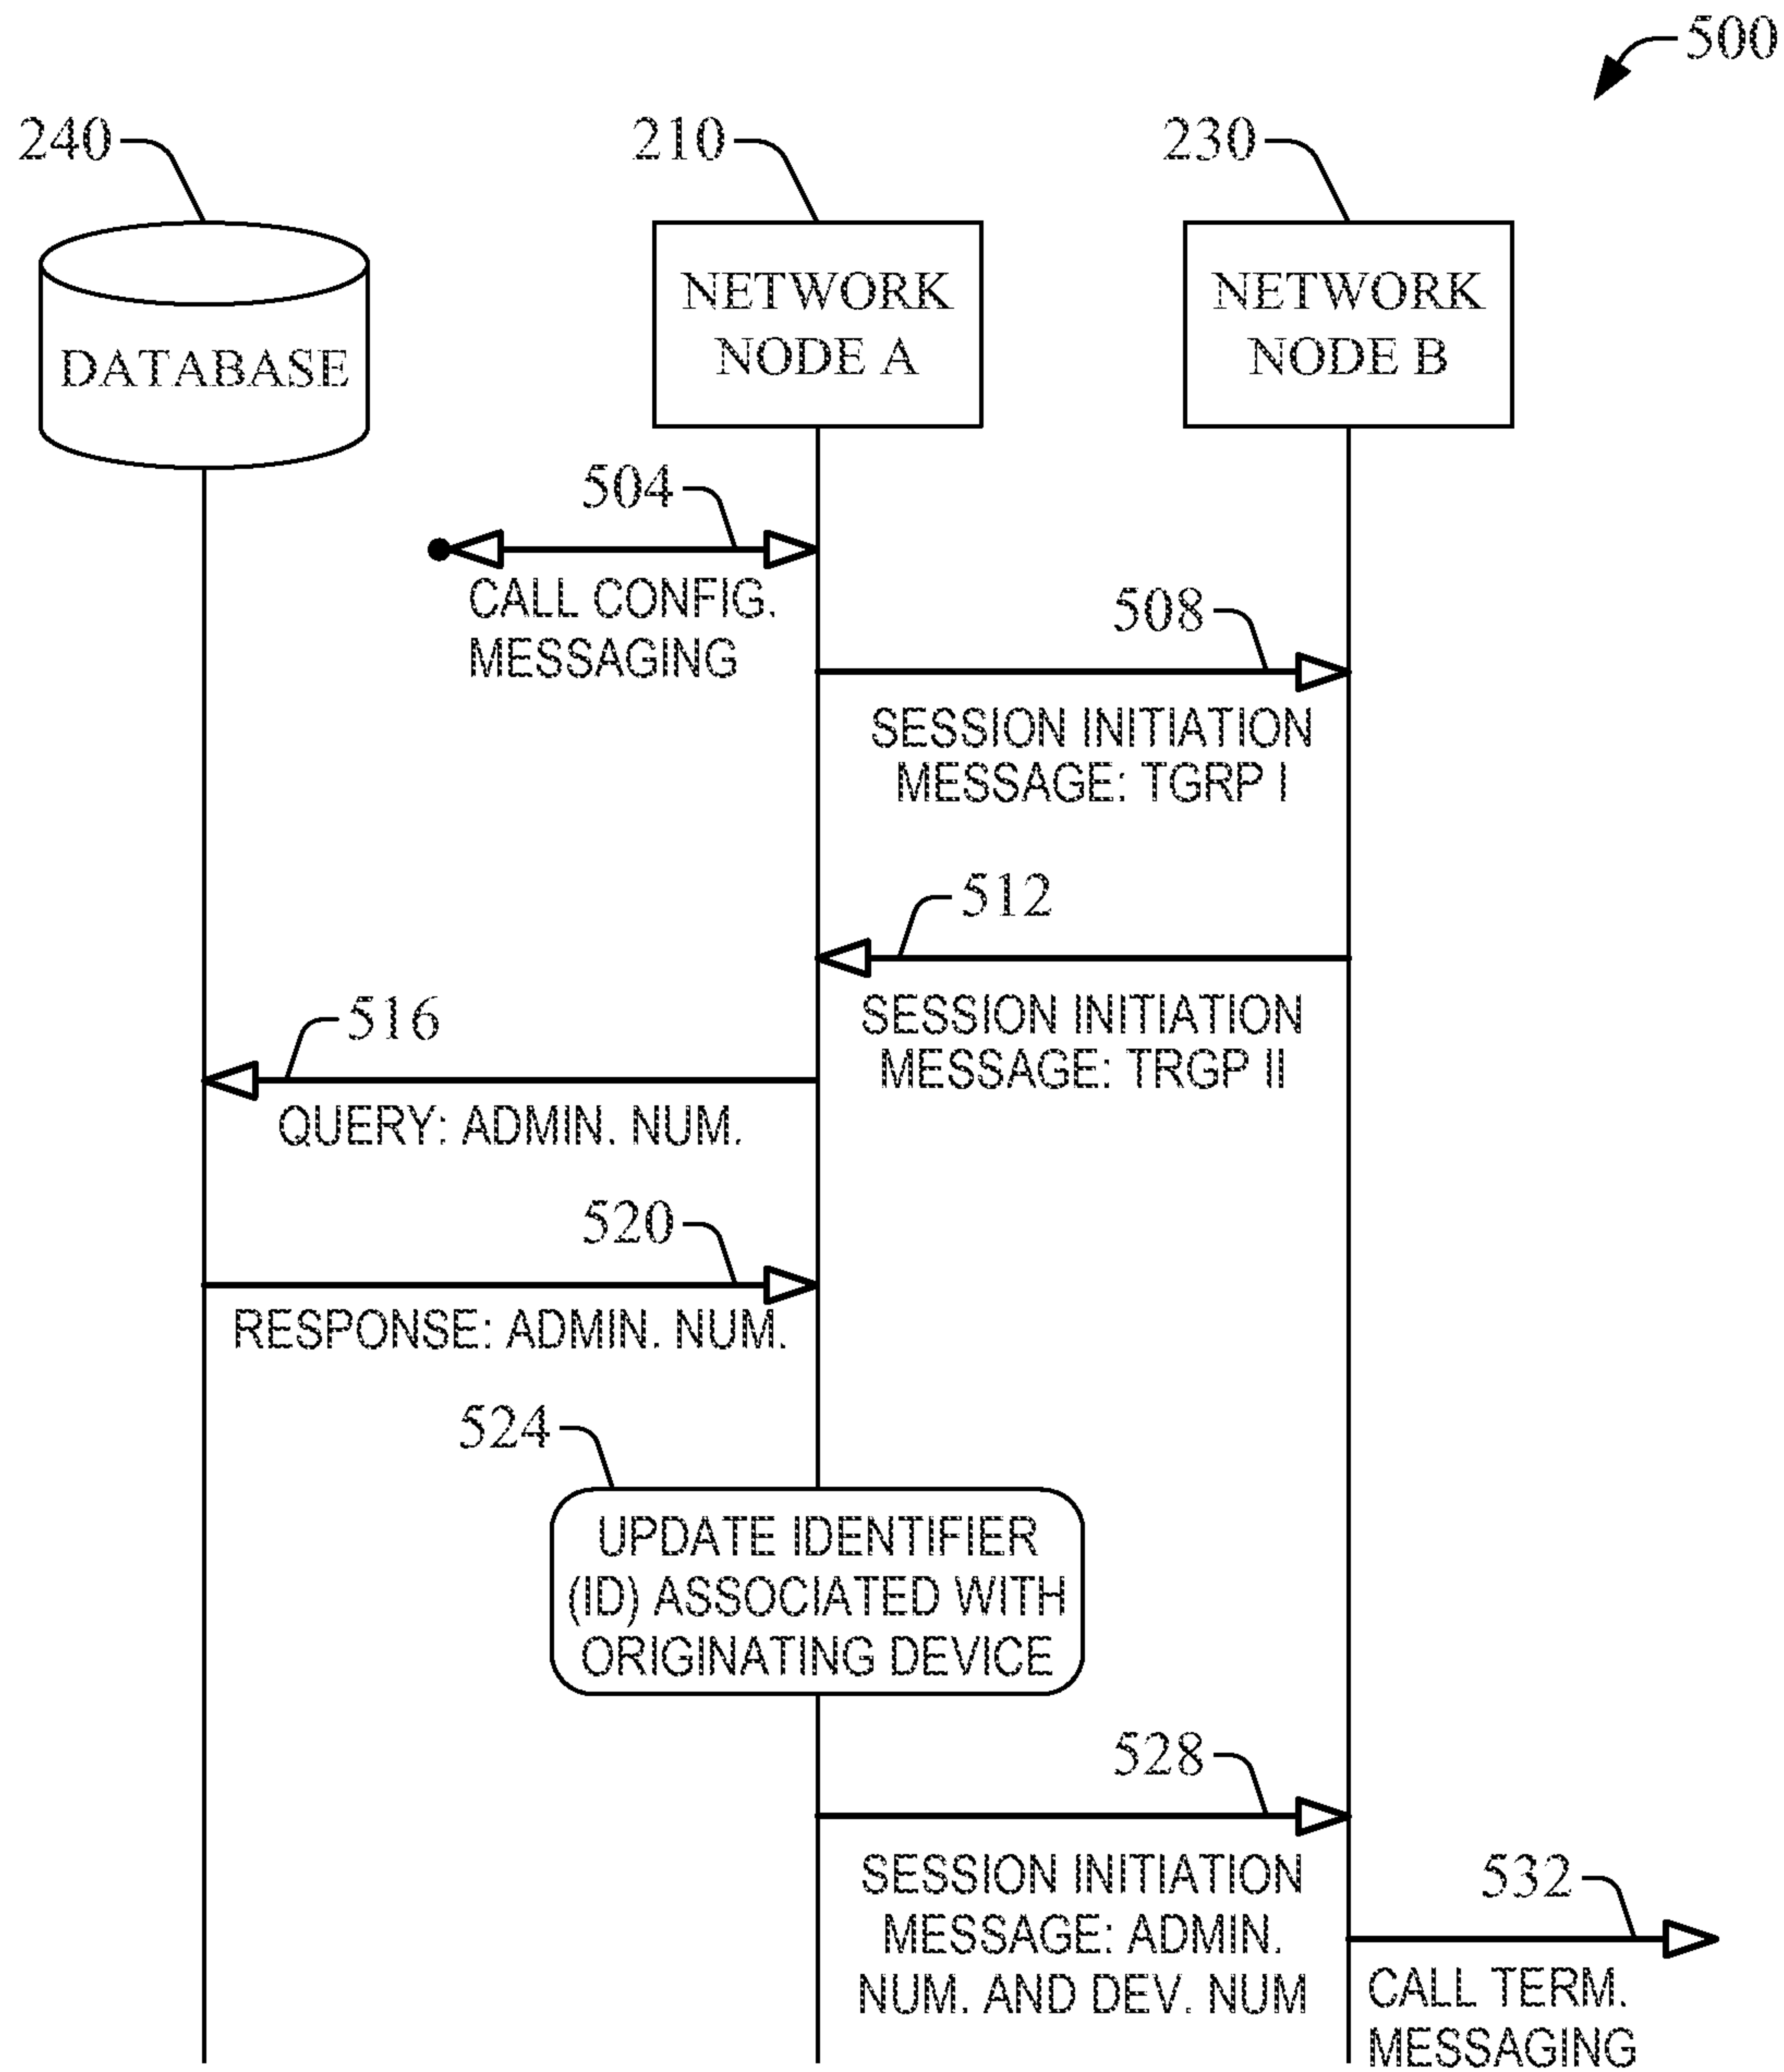 500
240
210
230
DATABASE
NETWORK
NODE A
NETWORK
NODE B
504
CALL CONFIG.
MESSAGING
508
SESSION INITIATION
MESSAGE: TGRP I
512
SESSION INITIATION
MESSAGE: TRGP II
516
QUERY: ADMIN. NUM.
520
RESPONSE: ADMIN. NUM.
524
UPDATE IDENTIFIER
(ID) ASSOCIATED WITH
ORIGINATING DEVICE
528
SESSION INITIATION
MESSAGE: ADMIN.
NUM. AND DEV. NUM
532
CALL TERM.
MESSAGING